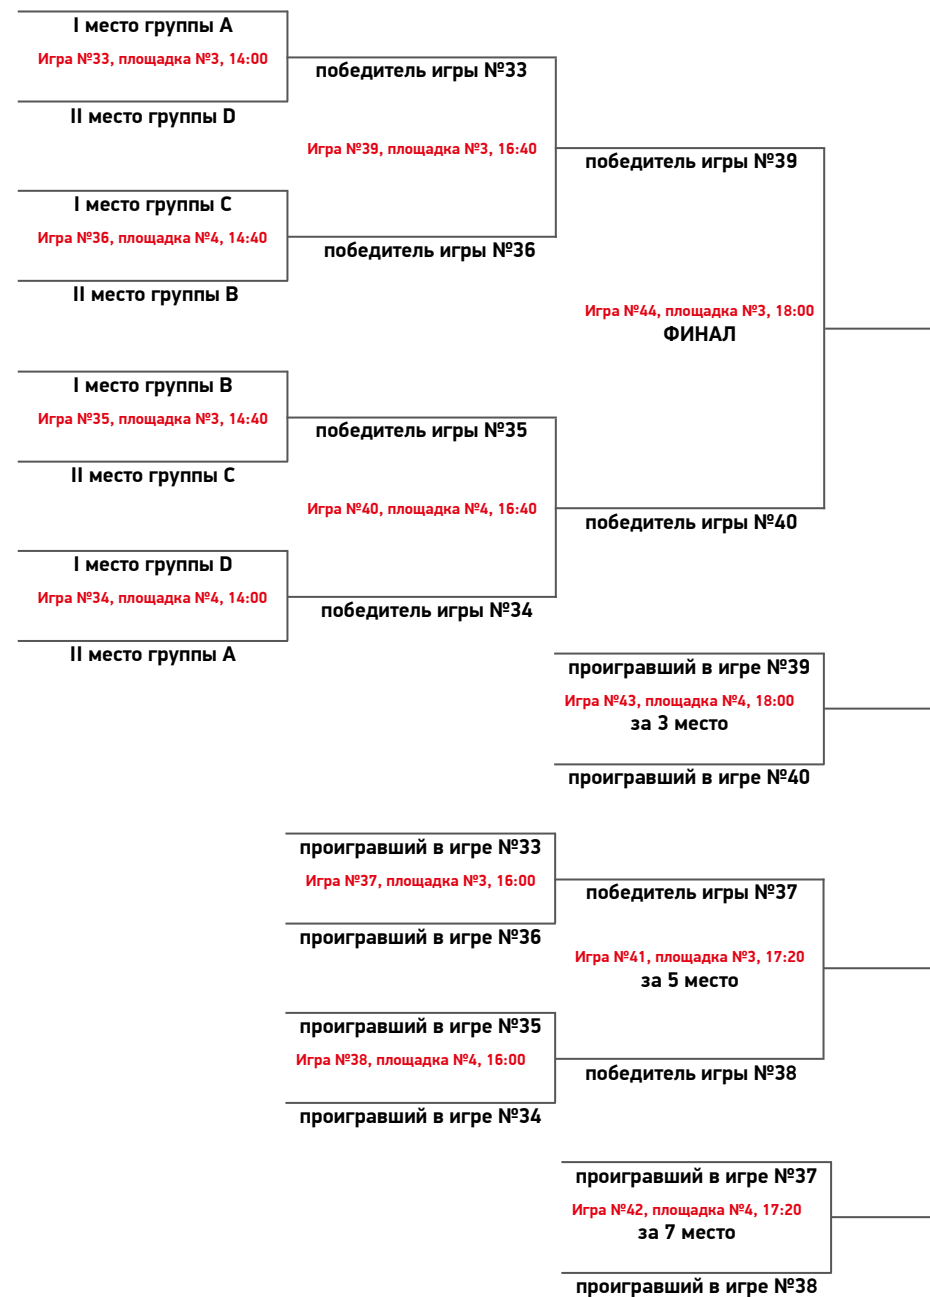 I место группы A
Игра №33, площадка №3, 14:00
победитель игры №33
II место группы D
Игра №39, площадка №3, 16:40
победитель игры №39
I место группы C
Игра №36, площадка №4, 14:40
победитель игры №36
II место группы B
Игра №44, площадка №3, 18:00
ФИНАЛ
I место группы B
Игра №35, площадка №3, 14:40
победитель игры №35
II место группы C
Игра №40, площадка №4, 16:40
победитель игры №40
I место группы D
Игра №34, площадка №4, 14:00
победитель игры №34
II место группы A
проигравший в игре №39
Игра №43, площадка №4, 18:00
за 3 место
проигравший в игре №40
проигравший в игре №33
Игра №37, площадка №3, 16:00
победитель игры №37
проигравший в игре №36
Игра №41, площадка №3, 17:20
за 5 место
проигравший в игре №35
Игра №38, площадка №4, 16:00
победитель игры №38
проигравший в игре №34
проигравший в игре №37
Игра №42, площадка №4, 17:20
за 7 место
проигравший в игре №38